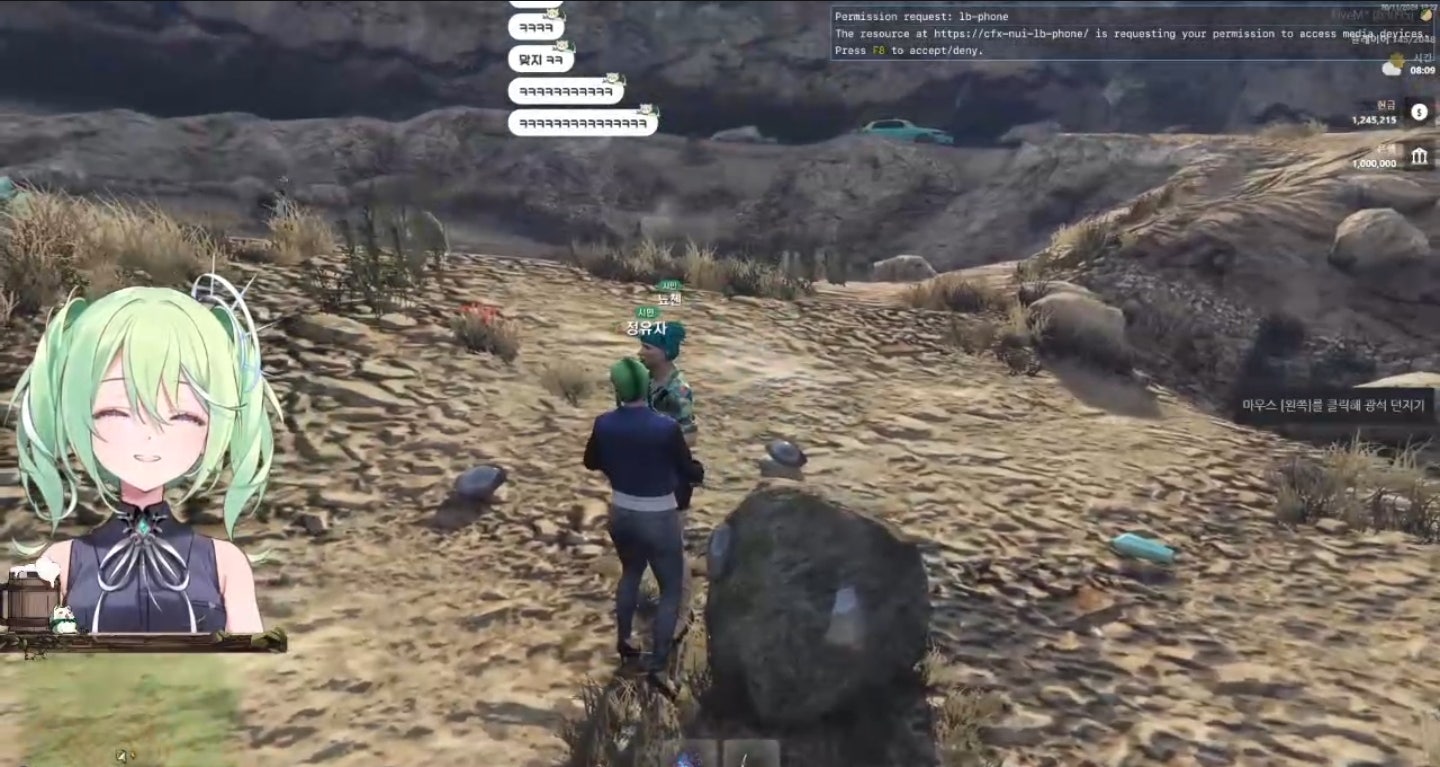 ㅋㅋㅋㅋ
맞지 ㅋㅋ
ㅋㅋㅋㅋㅋㅋㅋㅋㅋㅋㅋ
ㅋㅋㅋㅋㅋㅋㅋㅋㅋㅋㅋㅋㅋㅋㅋ
Permission request: lb-phone
The resource at https://cfx-nui-lb-phone/ is requesting your permission to access media devices.
Press F8 to accept/deny.
시간
08:09
현금
1,245,215
은행
1,000,000
시민
뇨첸
시민
정유자
마우스 [왼쪽]를 클릭해 광석 던지기